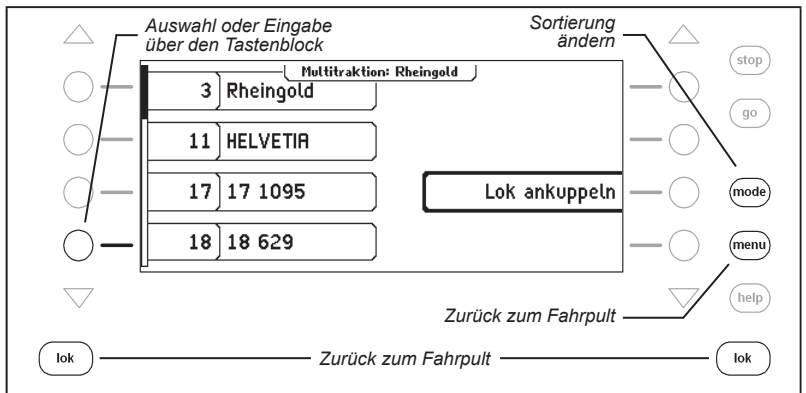 Auswahl oder Eingabe
über den Tastenblock
Sortierung
ändern
stop
Multitraktion: Rheingold
3 Rheingold
go
11 HELVETIA
17 17 1095
Lok ankuppeln
mode
18 18 629
menu
help
Zurück zum Fahrpult
lok
Zurück zum Fahrpult
lok